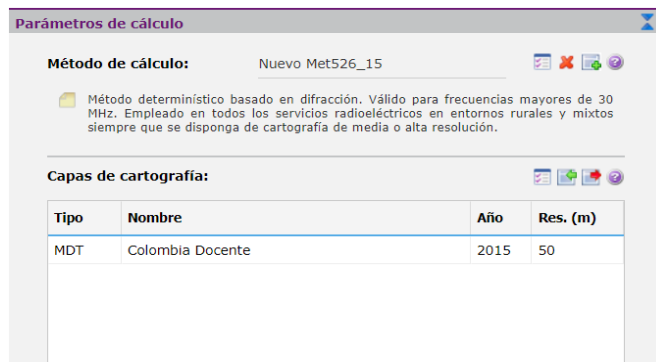 Parámetros de cálculo
Método de cálculo: Nuevo Met526_15
Método determinístico basado en difracción. Válido para frecuencias mayores de 30
MHz. Empleado en todos los servicios radioeléctricos en entornos rurales y mixtos
siempre que se disponga de cartografía de media o alta resolución.
Capas de cartografía:
Tipo Nombre Año Res. (m)
MDT Colombia Docente 2015 50